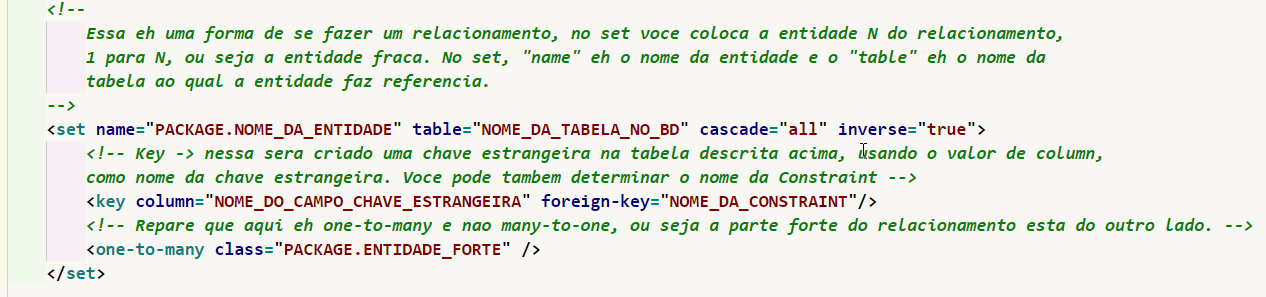 <!--
Essa eh uma forma de se fazer um relacionamento, no set voce coloca a entidade N do relacionamento,
1 para N, ou seja a entidade fraca. No set, "name" eh o nome da entidade e o "table" eh o nome da
tabela ao qual a entidade faz referencia.
-->
<set name="PACKAGE.NOME_DA_ENTIDADE" table="NOME_DA_TABELA_NO_BD" cascade="all" inverse="true">
<!-- Key -> nessa sera criado uma chave estrangeira na tabela descrita acima, usando o valor de column,
como nome da chave estrangeira. Voce pode tambem determinar o nome da Constraint -->
<key column="NOME_DO_CAMPO_CHAVE_ESTRANGEIRA" foreign-key="NOME_DA_CONSTRAINT"/>
<!-- Repare que aqui eh one-to-many e nao many-to-one, ou seja a parte forte do relacionamento esta do outro lado. -->
<one-to-many class="PACKAGE.ENTIDADE_FORTE" />
</set>